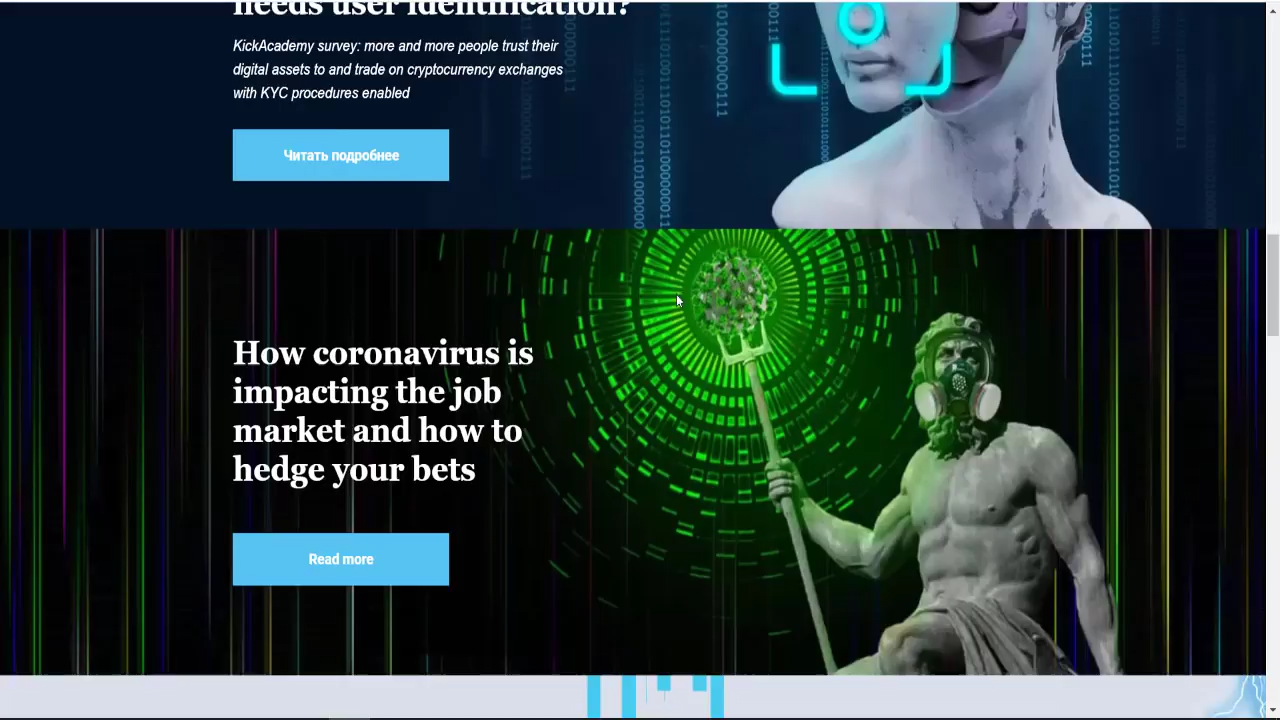 needs user identification?
KickAcademy survey: more and more people trust their
digital assets to and trade on cryptocurrency exchanges
with KYC procedures enabled
Читать подробнее
How coronavirus is
impacting the job
market and how to
hedge your bets
Read more